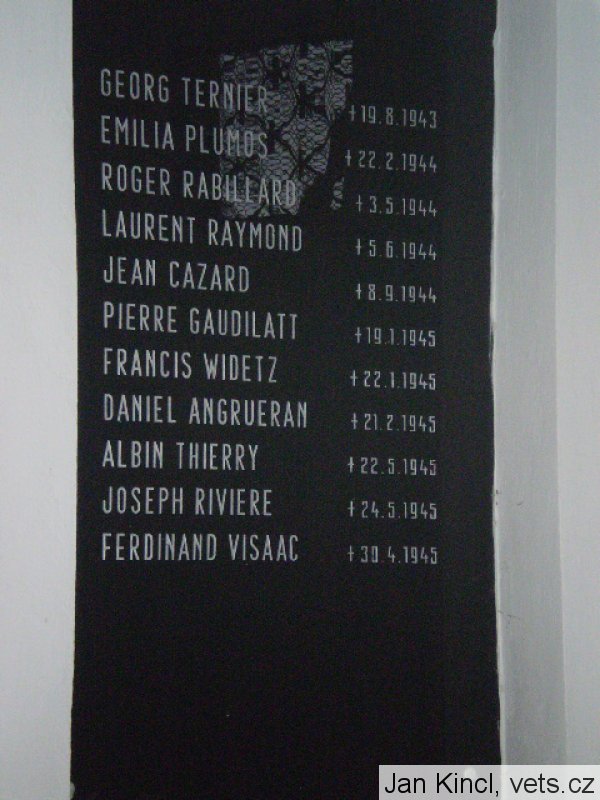 GEORG TERNIER † 19.8.1943
EMILIA PLUMOS † 22.2.1944
ROGER RABILLARD † 3.5.1944
LAURENT RAYMOND † 5.6.1944
JEAN CAZARD † 8.9.1944
PIERRE GAUDILATT † 19.1.1945
FRANCIS WIDETZ † 22.1.1945
DANIEL ANGRUERAN † 21.2.1945
ALBIN THIERRY † 22.5.1945
JOSEPH RIVIERE † 24.5.1945
FERDINAND VISAAC † 30.4.1945
Jan Kincl, vets.cz